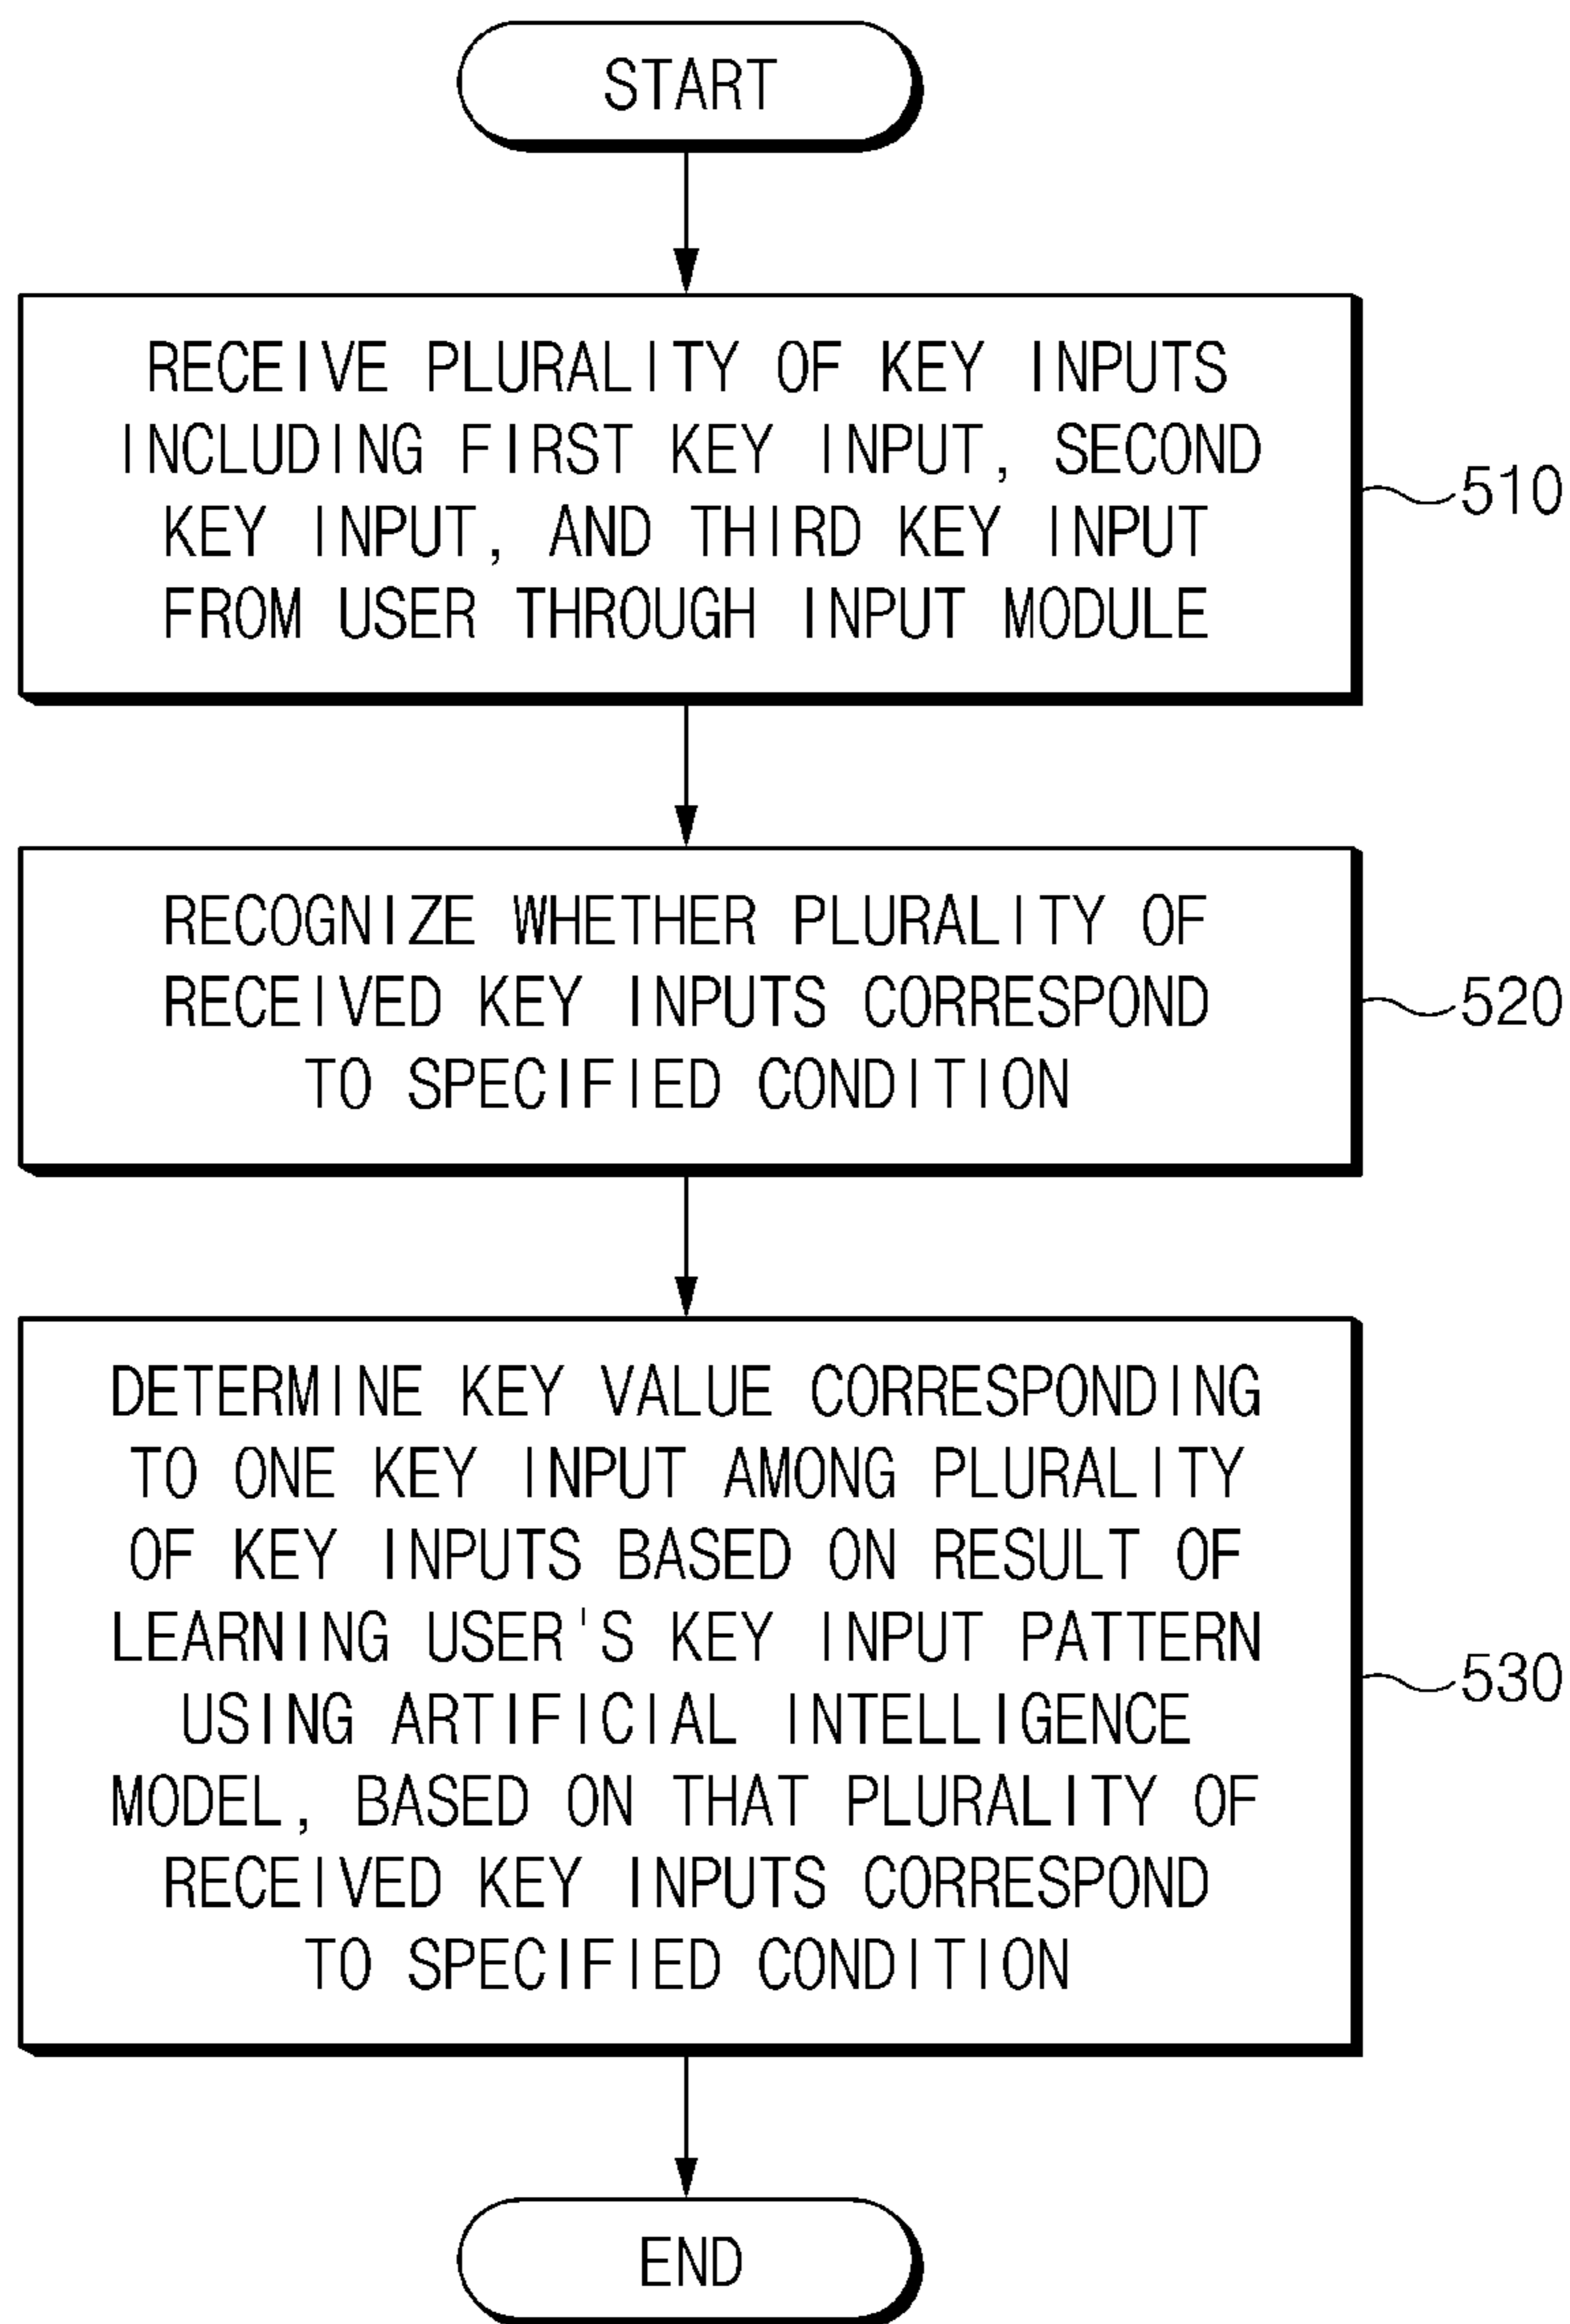 START
RECEIVE PLURALITY OF KEY INPUTS
INCLUDING FIRST KEY INPUT, SECOND
KEY INPUT, AND THIRD KEY INPUT
FROM USER THROUGH INPUT MODULE
510
RECOGNIZE WHETHER PLURALITY OF
RECEIVED KEY INPUTS CORRESPOND
TO SPECIFIED CONDITION
520
DETERMINE KEY VALUE CORRESPONDING
TO ONE KEY INPUT AMONG PLURALITY
OF KEY INPUTS BASED ON RESULT OF
LEARNING USER'S KEY INPUT PATTERN
USING ARTIFICIAL INTELLIGENCE
MODEL, BASED ON THAT PLURALITY OF
RECEIVED KEY INPUTS CORRESPOND
TO SPECIFIED CONDITION
530
END